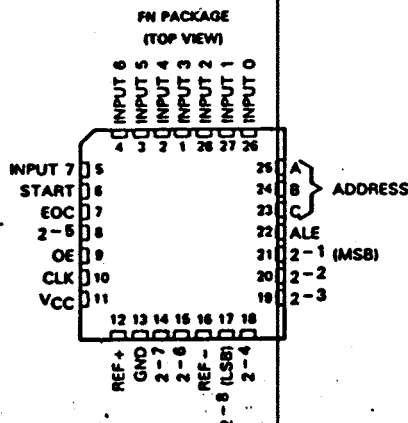 FN PACKAGE
(TOP VIEW)
INPUT 6
INPUT 5
INPUT 4
INPUT 3
INPUT 2
INPUT 1
INPUT 0
4 3 2 1 28 27 26
INPUT 7 5
START 6
EOC 7
2-5 8
OE 9
CLK 10
VCC 11
25 A
24 B
23 C
ADDRESS
22 ALE
21 2-1 (MSB)
20 2-2
19 2-3
12 13 14 15 16 17 18
REF+
GND
2-7
2-6
REF-
2-8 (LSB)
2-4